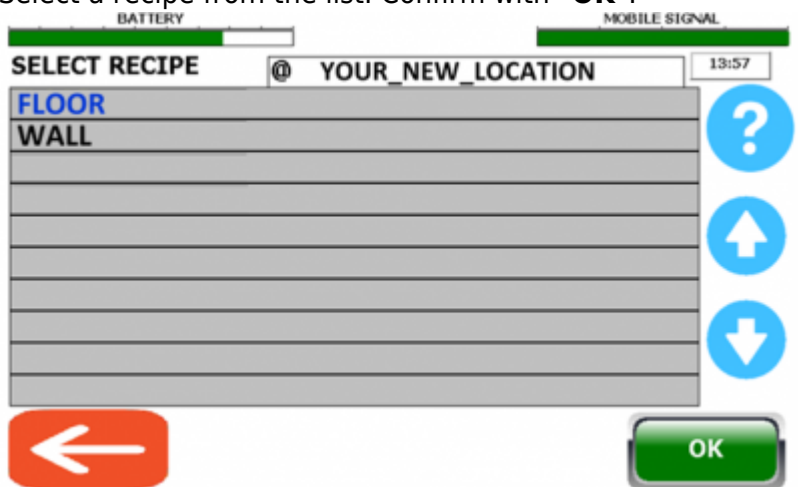 Select a recipe from the list. Confirm with "OK".
BATTERY MOBILE SIGNAL
SELECT RECIPE @ YOUR_NEW_LOCATION 13:57
FLOOR
WALL
?
OK